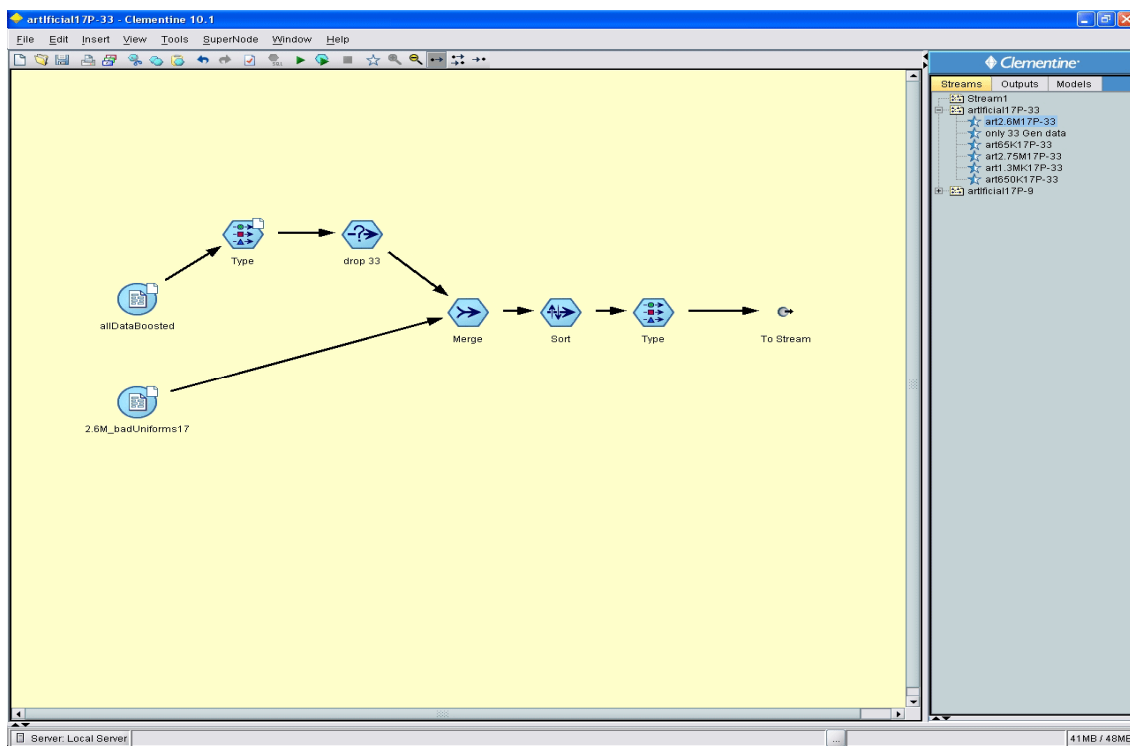 artIficial17P-33 - Clementine 10.1
File Edit Insert View Tools SuperNode Window Help
Clementine
Streams Outputs Models
Stream1
artIficial17P-33
art2.6M17P-33
only 33 Gen data
art65K17P-33
art2.75M17P-33
art1.3MK17P-33
art650K17P-33
artIficial17P-9
Type
drop 33
allDataBoosted
Merge
Sort
Type
To Stream
2.6M_badUniforms17
Server: Local Server
...
41MB / 48MB